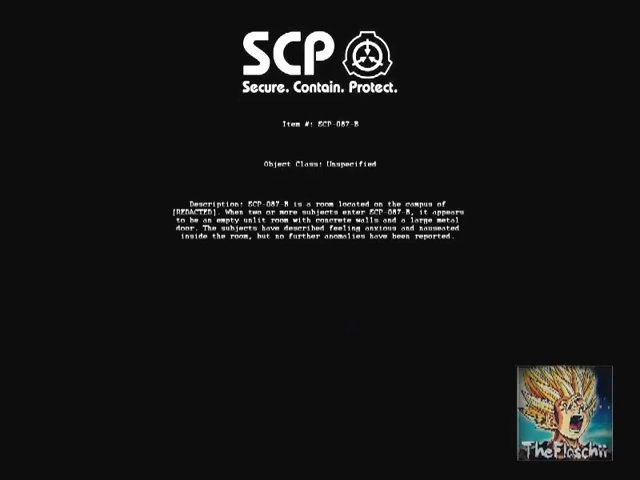 SCP
Secure. Contain. Protect.
Item #: SCP-087-B
Object Class: Unspecified
Description: SCP-087-B is a room located on the campus of
[REDACTED]. When two or more subjects enter SCP-087-B, it appears
to be an empty unlit room with concrete walls and a large metal
door. The subjects have described feeling anxious and nauseated
inside the room, but no further anomalies have been reported.
TheFloschii